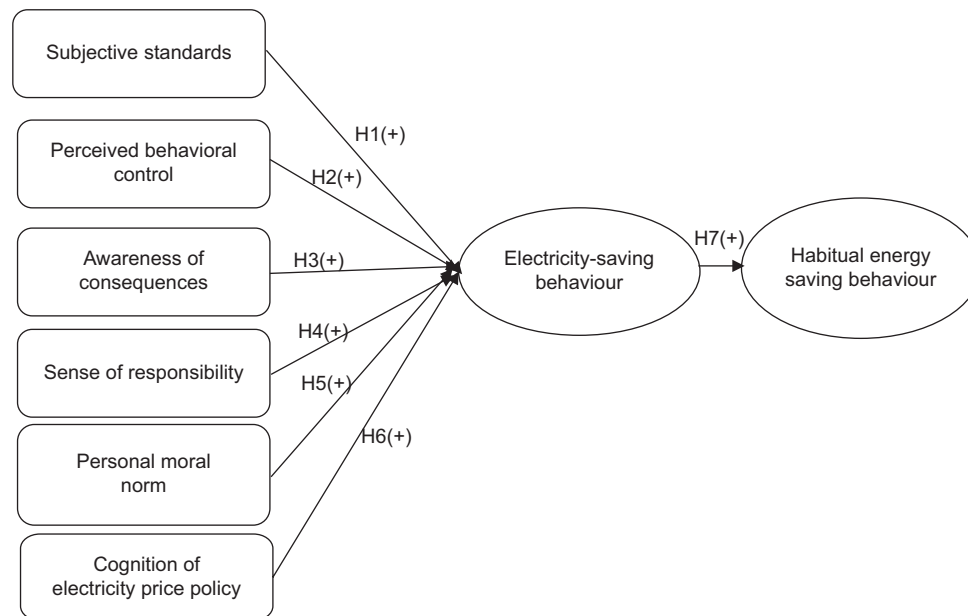 Subjective standards
H1(+)
Perceived behavioral
control
H2(+)
Awareness of
consequences
H3(+)
Electricity-saving
behaviour
H7(+)
Habitual energy
saving behaviour
Sense of responsibility
H4(+)
H5(+)
Personal moral
norm
H6(+)
Cognition of
electricity price policy